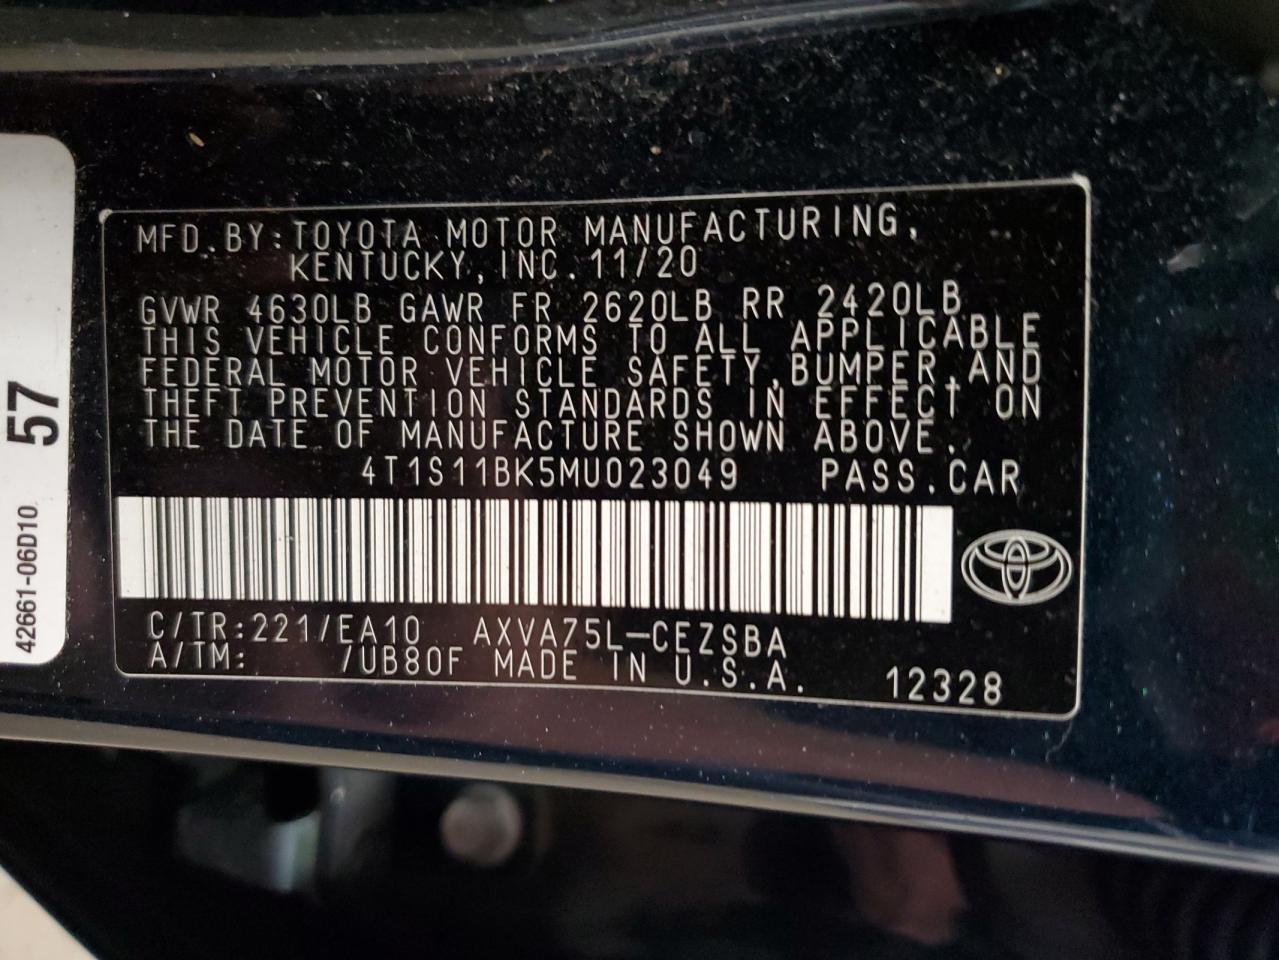 MFD.BY:TOYOTA MOTOR MANUFACTURING,
KENTUCKY,INC.11/20
GVWR 4630LB GAWR FR 2620LB RR 2420LB
THIS VEHICLE CONFORMS TO ALL APPLICABLE
FEDERAL MOTOR VEHICLE SAFETY,BUMPER,AND
THEFT PREVENTION STANDARDS IN EFFECT ON
THE DATE OF MANUFACTURE SHOWN ABOVE.
4T1S11BK5MU023049 PASS.CAR
C/TR:221/EA10 AXVA75L-CEZSBA
A/TM: /UB80F MADE IN U.S.A. 12328
57
42661-06D10